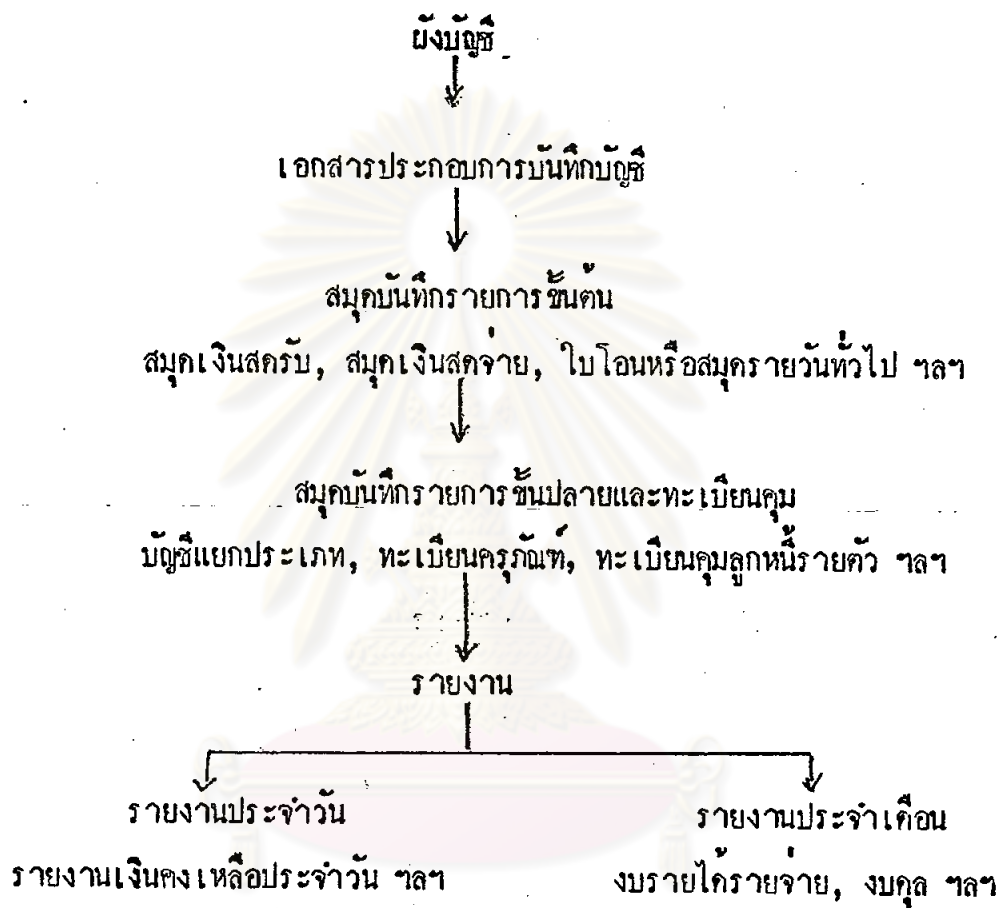 ผังบัญชี
เอกสารประกอบการบันทึกบัญชี
สมุดบันทึกรายการขั้นต้น
สมุดเงินสดรับ, สมุดเงินสดจ่าย, ใบโอนหรือสมุดรายวันทั่วไป ฯลฯ
สมุดบันทึกรายการขั้นปลายและทะเบียนคุม
บัญชีแยกประเภท, ทะเบียนครุภัณฑ์, ทะเบียนคุมลูกหนี้รายตัว ฯลฯ
รายงาน
รายงานประจำวัน รายงานประจำเดือน
รายงานเงินคงเหลือประจำวัน ฯลฯ งบรายได้รายจ่าย, งบดุล ฯลฯ